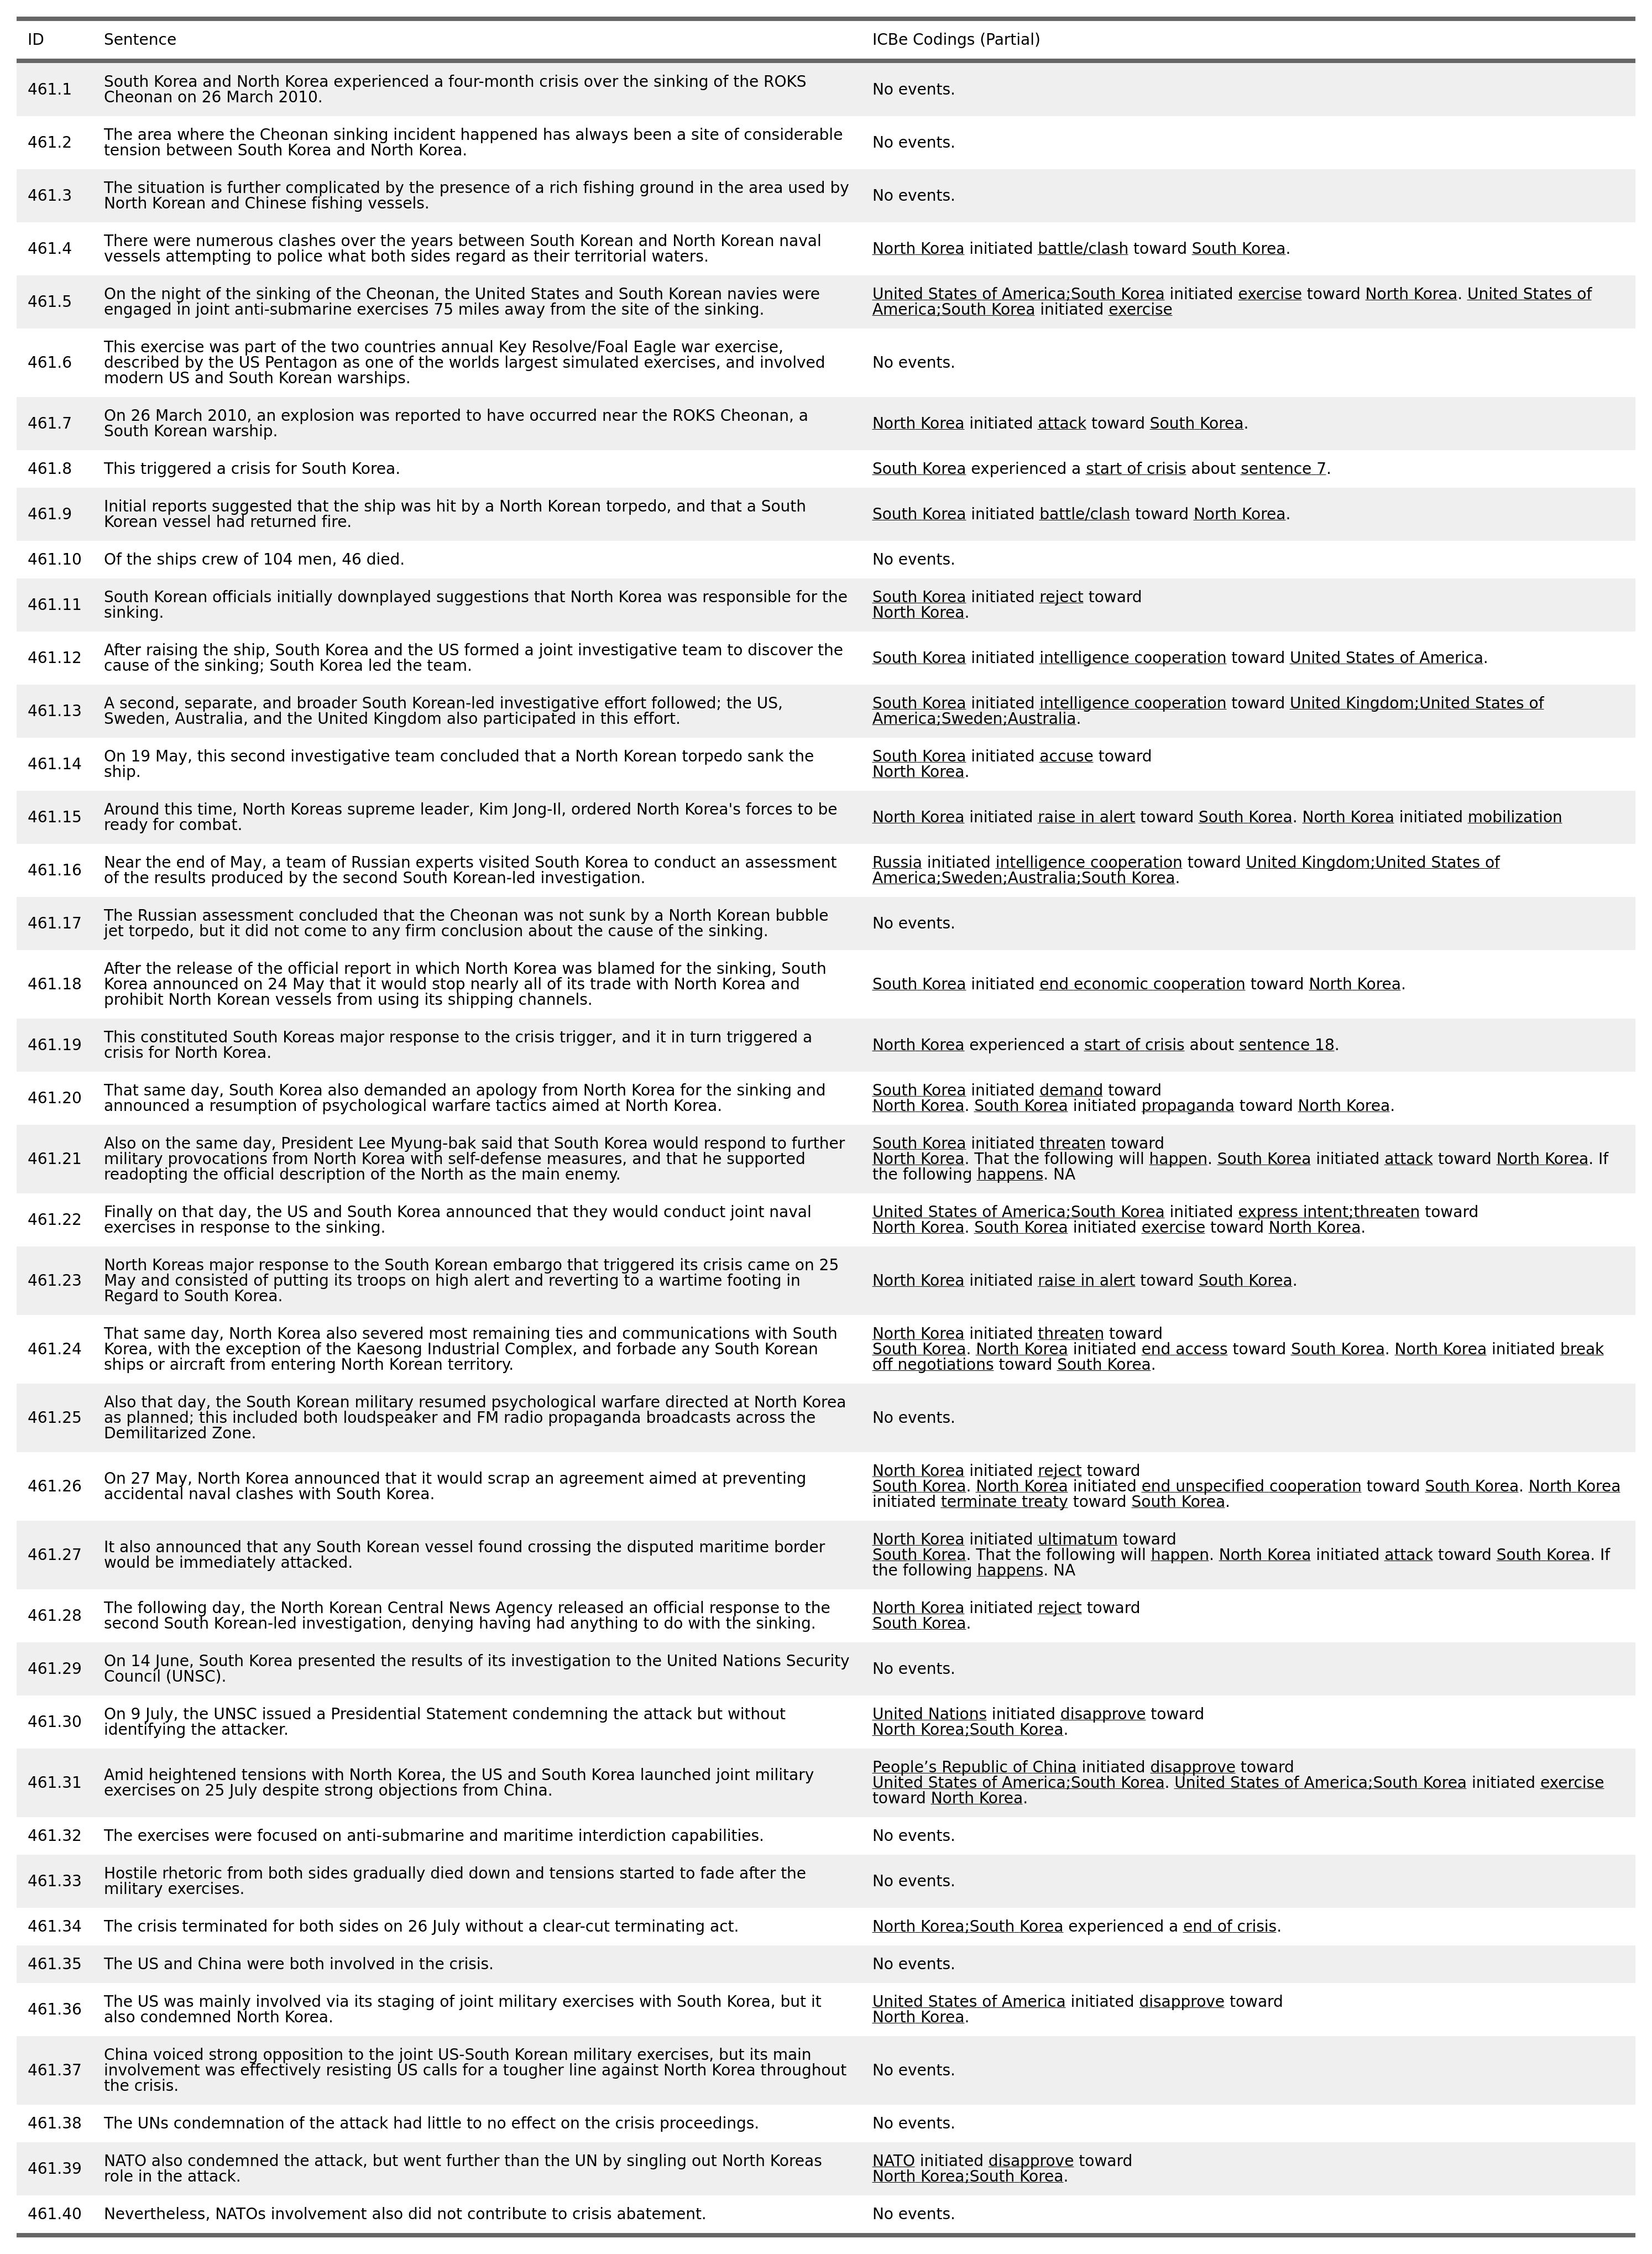 ID Sentence ICBe Codings (Partial)
461.1 South Korea and North Korea experienced a four-month crisis over the sinking of the ROKS
Cheonan on 26 March 2010.
No events.
461.2 The area where the Cheonan sinking incident happened has always been a site of considerable
tension between South Korea and North Korea.
No events.
461.3 The situation is further complicated by the presence of a rich fishing ground in the area used by
North Korean and Chinese fishing vessels.
No events.
461.4 There were numerous clashes over the years between South Korean and North Korean naval
vessels attempting to police what both sides regard as their territorial waters.
North Korea initiated battle/clash toward South Korea.
461.5 On the night of the sinking of the Cheonan, the United States and South Korean navies were
engaged in joint anti-submarine exercises 75 miles away from the site of the sinking.
United States of America;South Korea initiated exercise toward North Korea. United States of
America;South Korea initiated exercise
461.6 This exercise was part of the two countries annual Key Resolve/Foal Eagle war exercise,
described by the US Pentagon as one of the worlds largest simulated exercises, and involved
modern US and South Korean warships.
No events.
461.7 On 26 March 2010, an explosion was reported to have occurred near the ROKS Cheonan, a
South Korean warship.
North Korea initiated attack toward South Korea.
461.8 This triggered a crisis for South Korea.
South Korea experienced a start of crisis about sentence 7.
461.9 Initial reports suggested that the ship was hit by a North Korean torpedo, and that a South
Korean vessel had returned fire.
South Korea initiated battle/clash toward North Korea.
461.10 Of the ships crew of 104 men, 46 died.
No events.
461.11 South Korean officials initially downplayed suggestions that North Korea was responsible for the
sinking.
South Korea initiated reject toward
North Korea.
461.12 After raising the ship, South Korea and the US formed a joint investigative team to discover the
cause of the sinking; South Korea led the team.
South Korea initiated intelligence cooperation toward United States of America.
461.13 A second, separate, and broader South Korean-led investigative effort followed; the US,
Sweden, Australia, and the United Kingdom also participated in this effort.
South Korea initiated intelligence cooperation toward United Kingdom;United States of
America;Sweden;Australia.
461.14 On 19 May, this second investigative team concluded that a North Korean torpedo sank the
ship.
South Korea initiated accuse toward
North Korea.
461.15 Around this time, North Koreas supreme leader, Kim Jong-Il, ordered North Korea's forces to be
ready for combat.
North Korea initiated raise in alert toward South Korea. North Korea initiated mobilization
461.16 Near the end of May, a team of Russian experts visited South Korea to conduct an assessment
of the results produced by the second South Korean-led investigation.
Russia initiated intelligence cooperation toward United Kingdom;United States of
America;Sweden;Australia;South Korea.
461.17 The Russian assessment concluded that the Cheonan was not sunk by a North Korean bubble
jet torpedo, but it did not come to any firm conclusion about the cause of the sinking.
No events.
461.18 After the release of the official report in which North Korea was blamed for the sinking, South
Korea announced on 24 May that it would stop nearly all of its trade with North Korea and
prohibit North Korean vessels from using its shipping channels.
South Korea initiated end economic cooperation toward North Korea.
461.19 This constituted South Koreas major response to the crisis trigger, and it in turn triggered a
crisis for North Korea.
North Korea experienced a start of crisis about sentence 18.
461.20 That same day, South Korea also demanded an apology from North Korea for the sinking and
announced a resumption of psychological warfare tactics aimed at North Korea.
South Korea initiated demand toward
North Korea. South Korea initiated propaganda toward North Korea.
461.21 Also on the same day, President Lee Myung-bak said that South Korea would respond to further
military provocations from North Korea with self-defense measures, and that he supported
readopting the official description of the North as the main enemy.
South Korea initiated threaten toward
North Korea. That the following will happen. South Korea initiated attack toward North Korea. If
the following happens. NA
461.22 Finally on that day, the US and South Korea announced that they would conduct joint naval
exercises in response to the sinking.
United States of America;South Korea initiated express intent;threaten toward
North Korea. South Korea initiated exercise toward North Korea.
461.23 North Koreas major response to the South Korean embargo that triggered its crisis came on 25
May and consisted of putting its troops on high alert and reverting to a wartime footing in
Regard to South Korea.
North Korea initiated raise in alert toward South Korea.
461.24 That same day, North Korea also severed most remaining ties and communications with South
Korea, with the exception of the Kaesong Industrial Complex, and forbade any South Korean
ships or aircraft from entering North Korean territory.
North Korea initiated threaten toward
South Korea. North Korea initiated end access toward South Korea. North Korea initiated break
off negotiations toward South Korea.
461.25 Also that day, the South Korean military resumed psychological warfare directed at North Korea
as planned; this included both loudspeaker and FM radio propaganda broadcasts across the
Demilitarized Zone.
No events.
461.26 On 27 May, North Korea announced that it would scrap an agreement aimed at preventing
accidental naval clashes with South Korea.
North Korea initiated reject toward
South Korea. North Korea initiated end unspecified cooperation toward South Korea. North Korea
initiated terminate treaty toward South Korea.
461.27 It also announced that any South Korean vessel found crossing the disputed maritime border
would be immediately attacked.
North Korea initiated ultimatum toward
South Korea. That the following will happen. North Korea initiated attack toward South Korea. If
the following happens. NA
461.28 The following day, the North Korean Central News Agency released an official response to the
second South Korean-led investigation, denying having had anything to do with the sinking.
North Korea initiated reject toward
South Korea.
461.29 On 14 June, South Korea presented the results of its investigation to the United Nations Security
Council (UNSC).
No events.
461.30 On 9 July, the UNSC issued a Presidential Statement condemning the attack but without
identifying the attacker.
United Nations initiated disapprove toward
North Korea;South Korea.
461.31 Amid heightened tensions with North Korea, the US and South Korea launched joint military
exercises on 25 July despite strong objections from China.
People’s Republic of China initiated disapprove toward
United States of America;South Korea. United States of America;South Korea initiated exercise
toward North Korea.
461.32 The exercises were focused on anti-submarine and maritime interdiction capabilities.
No events.
461.33 Hostile rhetoric from both sides gradually died down and tensions started to fade after the
military exercises.
No events.
461.34 The crisis terminated for both sides on 26 July without a clear-cut terminating act.
North Korea;South Korea experienced a end of crisis.
461.35 The US and China were both involved in the crisis.
No events.
461.36 The US was mainly involved via its staging of joint military exercises with South Korea, but it
also condemned North Korea.
United States of America initiated disapprove toward
North Korea.
461.37 China voiced strong opposition to the joint US-South Korean military exercises, but its main
involvement was effectively resisting US calls for a tougher line against North Korea throughout
the crisis.
No events.
461.38 The UNs condemnation of the attack had little to no effect on the crisis proceedings.
No events.
461.39 NATO also condemned the attack, but went further than the UN by singling out North Koreas
role in the attack.
NATO initiated disapprove toward
North Korea;South Korea.
461.40 Nevertheless, NATOs involvement also did not contribute to crisis abatement.
No events.